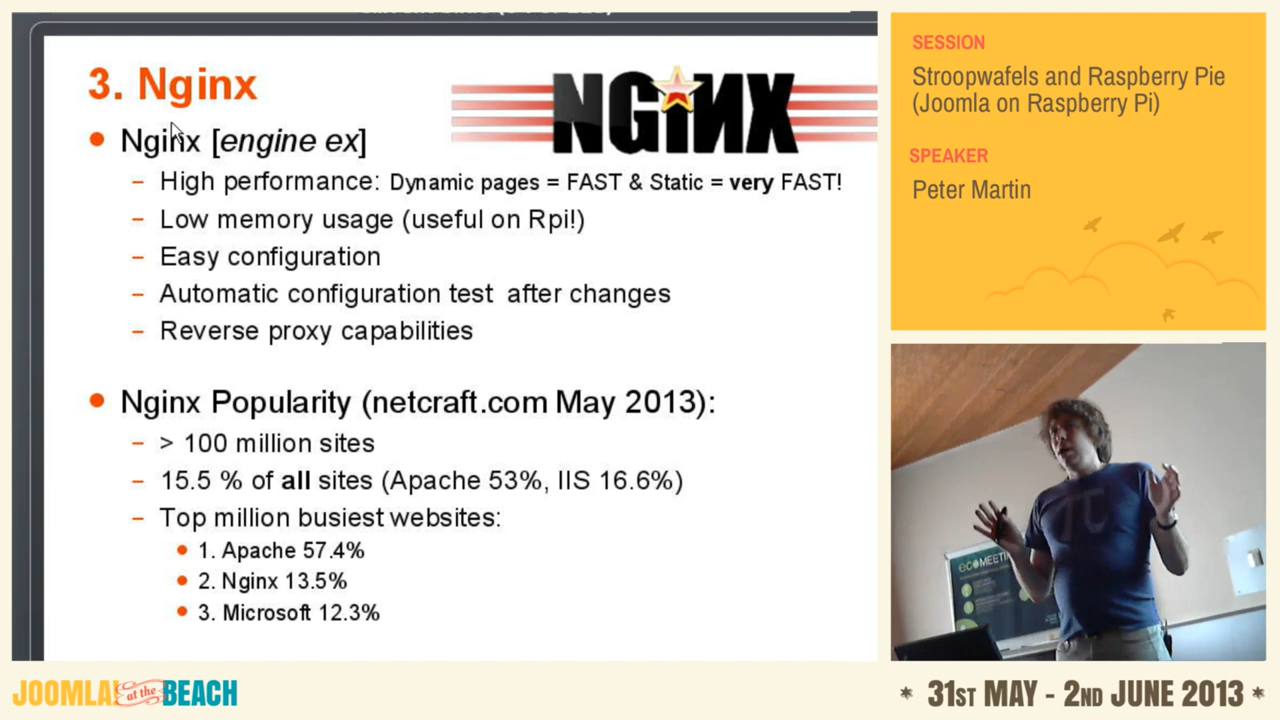 3. Nginx
NGiNX
Nginx [engine ex]
– High performance: Dynamic pages = FAST & Static = very FAST!
– Low memory usage (useful on Rpi!)
– Easy configuration
– Automatic configuration test after changes
– Reverse proxy capabilities
Nginx Popularity (netcraft.com May 2013):
– > 100 million sites
– 15.5 % of all sites (Apache 53%, IIS 16.6%)
– Top million busiest websites:
1. Apache 57.4%
2. Nginx 13.5%
3. Microsoft 12.3%
SESSION
Stroopwafels and Raspberry Pie
(Joomla on Raspberry Pi)
SPEAKER
Peter Martin
π
JOOMLA! at the BEACH
* 31ST MAY - 2ND JUNE 2013 *